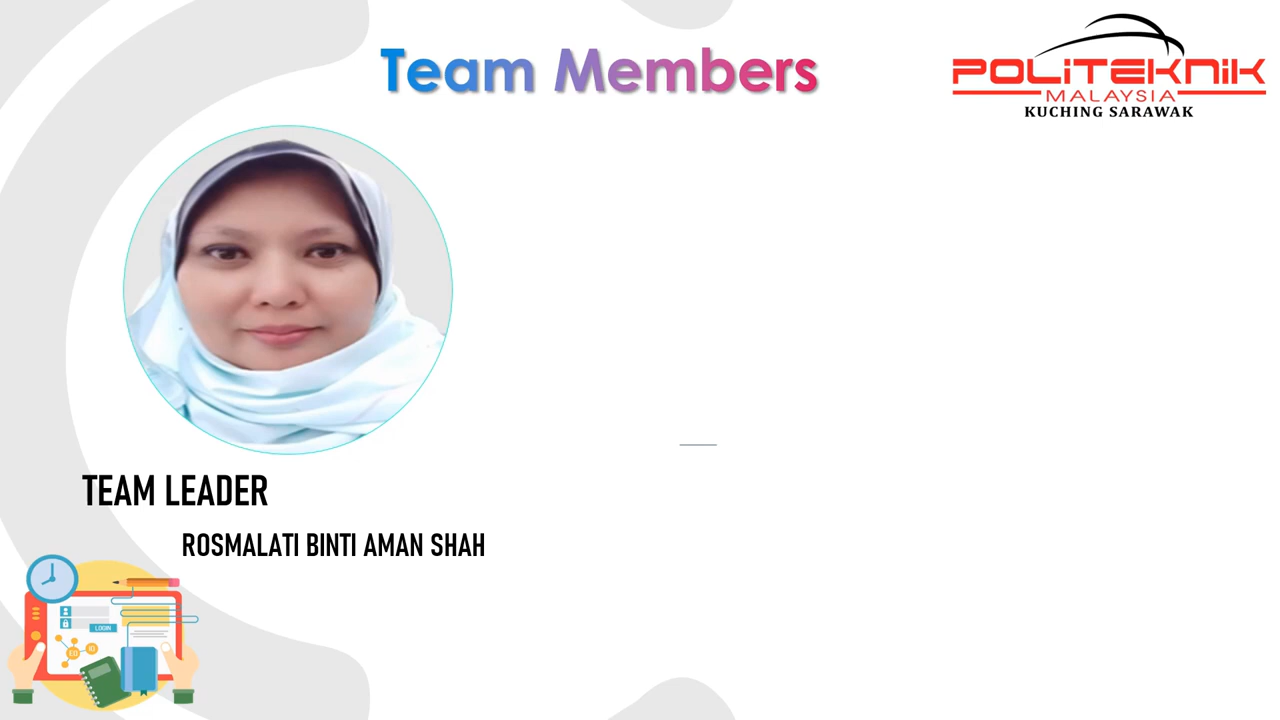 Team Members
POLITEKNIK
MALAYSIA
KUCHING SARAWAK
TEAM LEADER
ROSMALATI BINTI AMAN SHAH
LOGIN